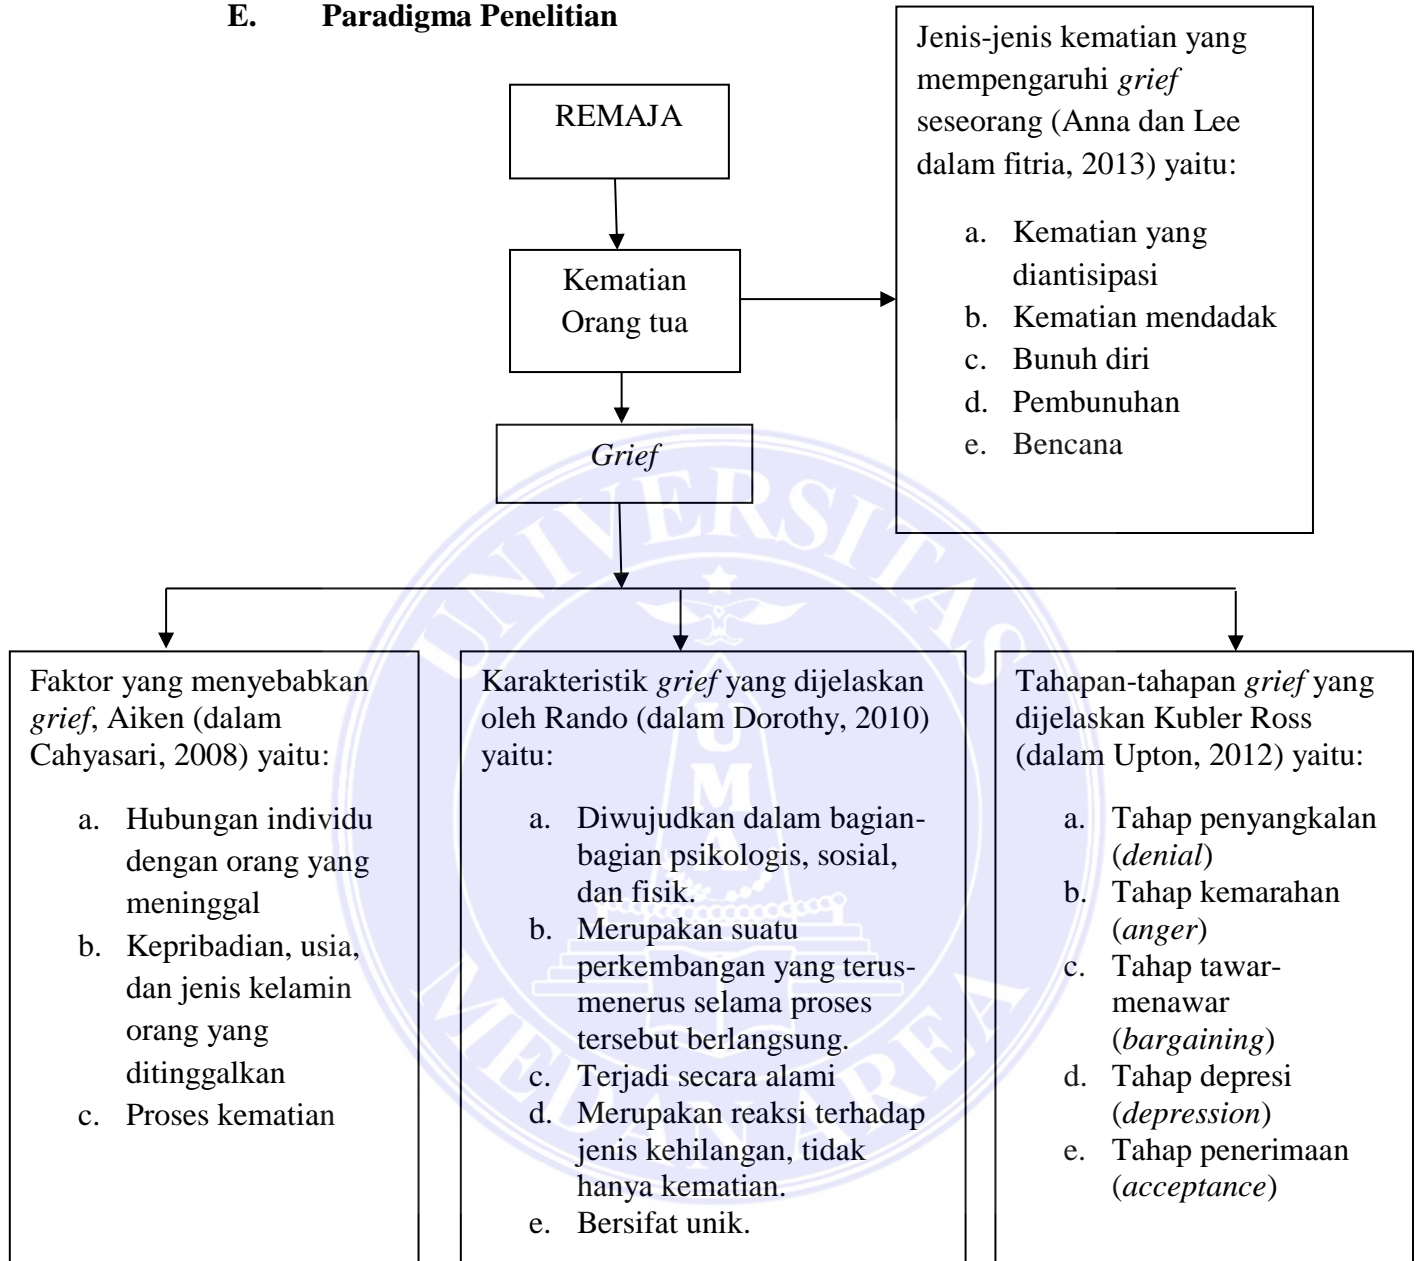 E. Paradigma Penelitian
REMAJA
Kematian
Orang tua
Grief
Jenis-jenis kematian yang
mempengaruhi grief
seseorang (Anna dan Lee
dalam fitria, 2013) yaitu:
a. Kematian yang
diantisipasi
b. Kematian mendadak
c. Bunuh diri
d. Pembunuhan
e. Bencana
Faktor yang menyebabkan
grief, Aiken (dalam
Cahyasari, 2008) yaitu:
a. Hubungan individu
dengan orang yang
meninggal
b. Kepribadian, usia,
dan jenis kelamin
orang yang
ditinggalkan
c. Proses kematian
Karakteristik grief yang dijelaskan
oleh Rando (dalam Dorothy, 2010)
yaitu:
a. Diwujudkan dalam bagian-
bagian psikologis, sosial,
dan fisik.
b. Merupakan suatu
perkembangan yang terus-
menerus selama proses
tersebut berlangsung.
c. Terjadi secara alami
d. Merupakan reaksi terhadap
jenis kehilangan, tidak
hanya kematian.
e. Bersifat unik.
Tahapan-tahapan grief yang
dijelaskan Kubler Ross
(dalam Upton, 2012) yaitu:
a. Tahap penyangkalan
(denial)
b. Tahap kemarahan
(anger)
c. Tahap tawar-
menawar
(bargaining)
d. Tahap depresi
(depression)
e. Tahap penerimaan
(acceptance)
UNIVERSITAS
MEDAN AREA
UMA